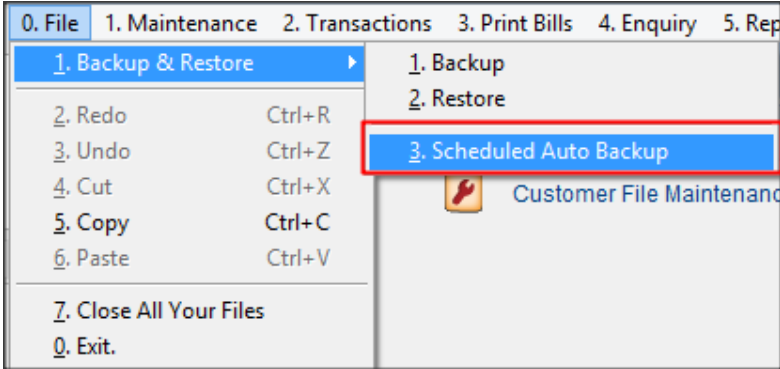 0. File 1. Maintenance 2. Transactions 3. Print Bills 4. Enquiry 5. Rep
1. Backup & Restore
1. Backup
2. Restore
3. Scheduled Auto Backup
2. Redo Ctrl+R
3. Undo Ctrl+Z
4. Cut Ctrl+X
5. Copy Ctrl+C
6. Paste Ctrl+V
7. Close All Your Files
0. Exit.
Customer File Maintenanc